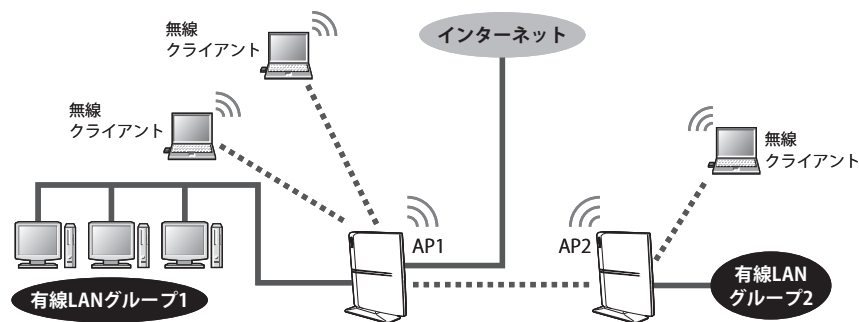 無線
クライアント
インターネット
無線
クライアント
無線
クライアント
AP1
AP2
有線LANグループ1
有線LAN
グループ2